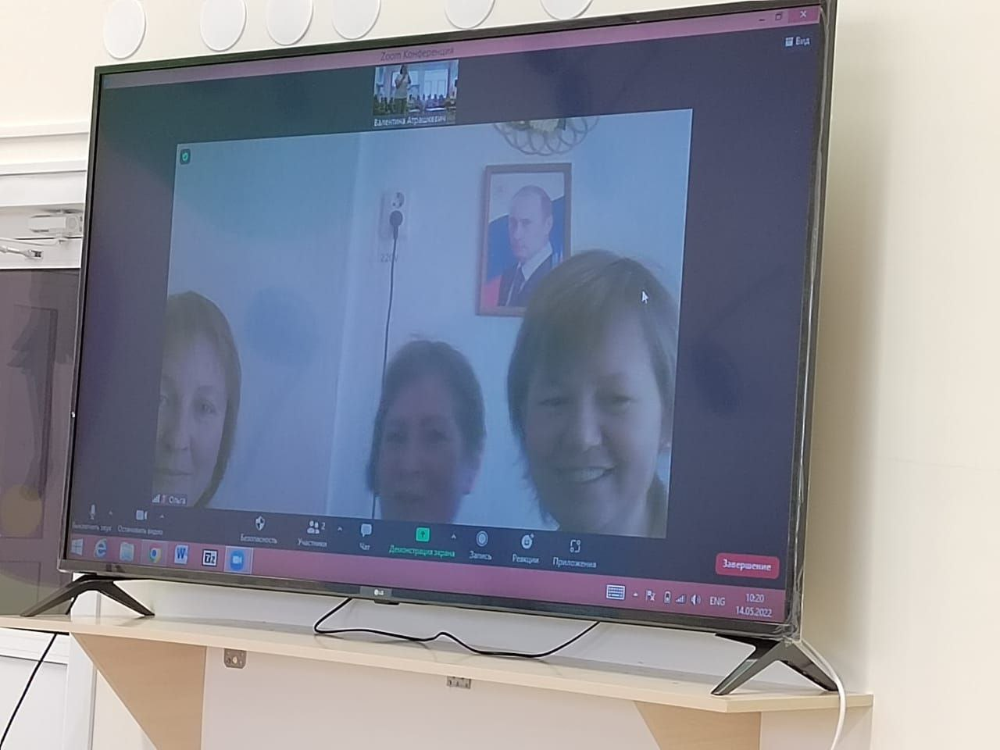 Zoom Конференция
Вид
Валентина Атрашкевич
220V
Ольга
Выключить звук
Остановить видео
Безопасность
Участники
2
Чат
Демонстрация экрана
Запись
Реакции
Приложения
Завершение
ENG
10:20
14.05.2022
LG